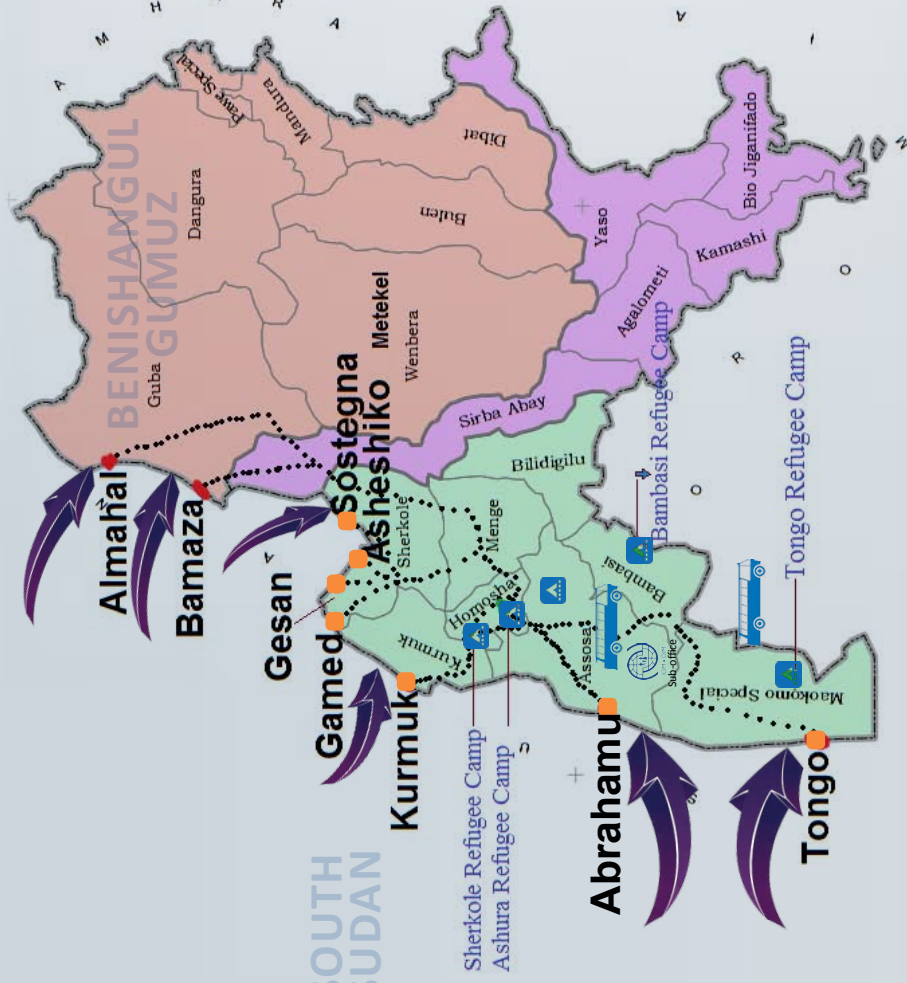 BENISHANGUL
GUMUZ
A M H A R A
Pawe Special
Mandura
Dangura
Dibat
Bulen
Guba
Metekel
Wenbera
Yaso
Bio Jiganifado
Kamashi
Agalometi
Sirba Abay
Bilidigilu
Almahal
Bamaza
Sostegna
Asheshiko
Gesan
Gamed
Kurmuk
Abrahamu
Tongo
Sherkole
Menge
Homosha
Kurmuk
Assosa
Bambasi
Sub-office
Maokomo Special
Bambasi Refugee Camp
Tongo Refugee Camp
Sherkole Refugee Camp
Ashura Refugee Camp
OUTH
UDAN
O R O M